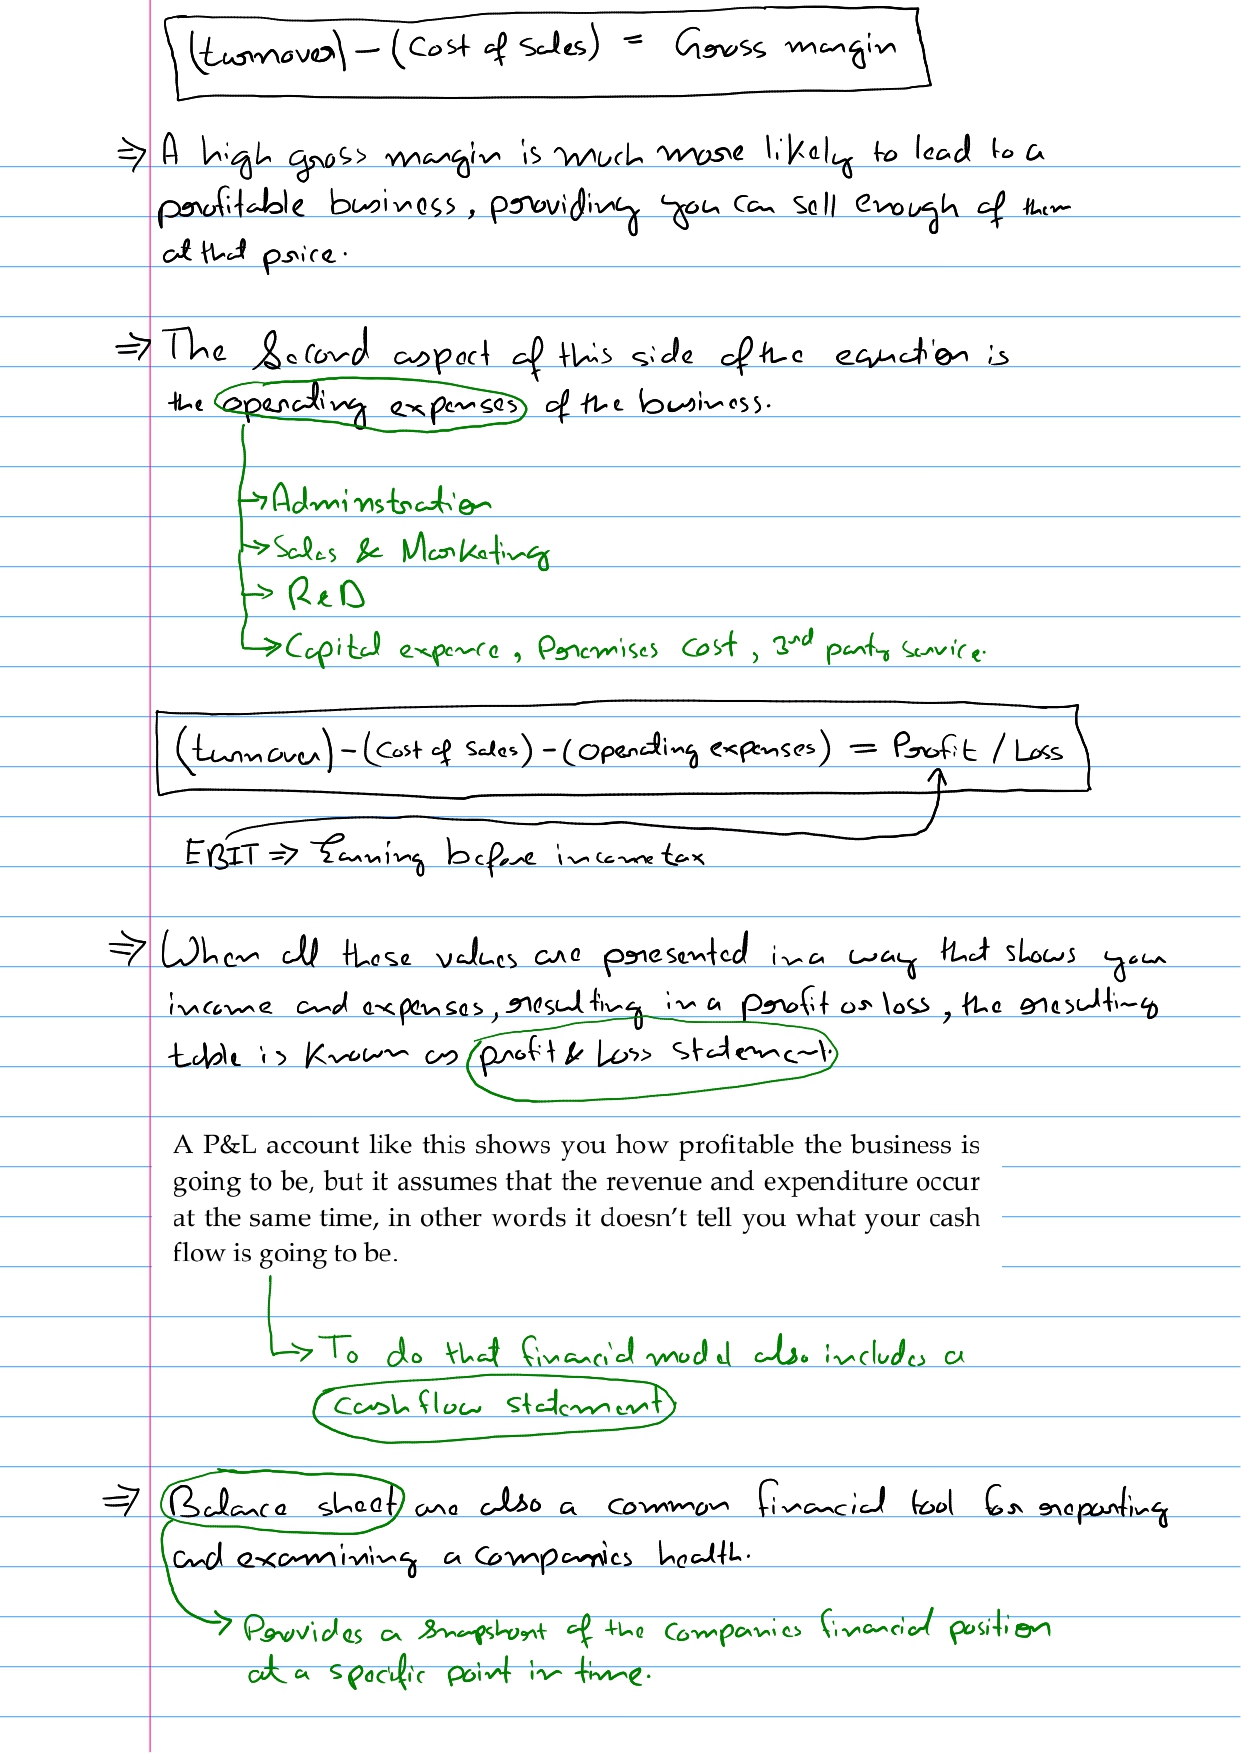 (turnover) - (Cost of Sales) = Gross margin
⇒ A high gross margin is much more likely to lead to a
profitable business, providing you can sell enough of them
at that price.
⇒ The Second aspect of this side of the equation is
the operating expenses of the business.
→ Adminstration
→ Sales & Marketing
→ R&D
→ Capital expence, Premises cost, 3rd party service.
(turnover) - (Cost of Sales) - (Operating expenses) = Profit / Loss
EBIT ⇒ Earning before income tax
⇒ When all these values are presented in a way that shows your
income and expenses, resulting in a profit or loss, the resulting
table is known as profit & Loss Statement.
A P&L account like this shows you how profitable the business is
going to be, but it assumes that the revenue and expenditure occur
at the same time, in other words it doesn't tell you what your cash
flow is going to be.
→ To do that financial model also includes a
Cash flow statement
⇒ Balance sheet are also a common financial tool for reporting
and examining a companies health.
→ Provides a snapshot of the companies financial position
at a specific point in time.